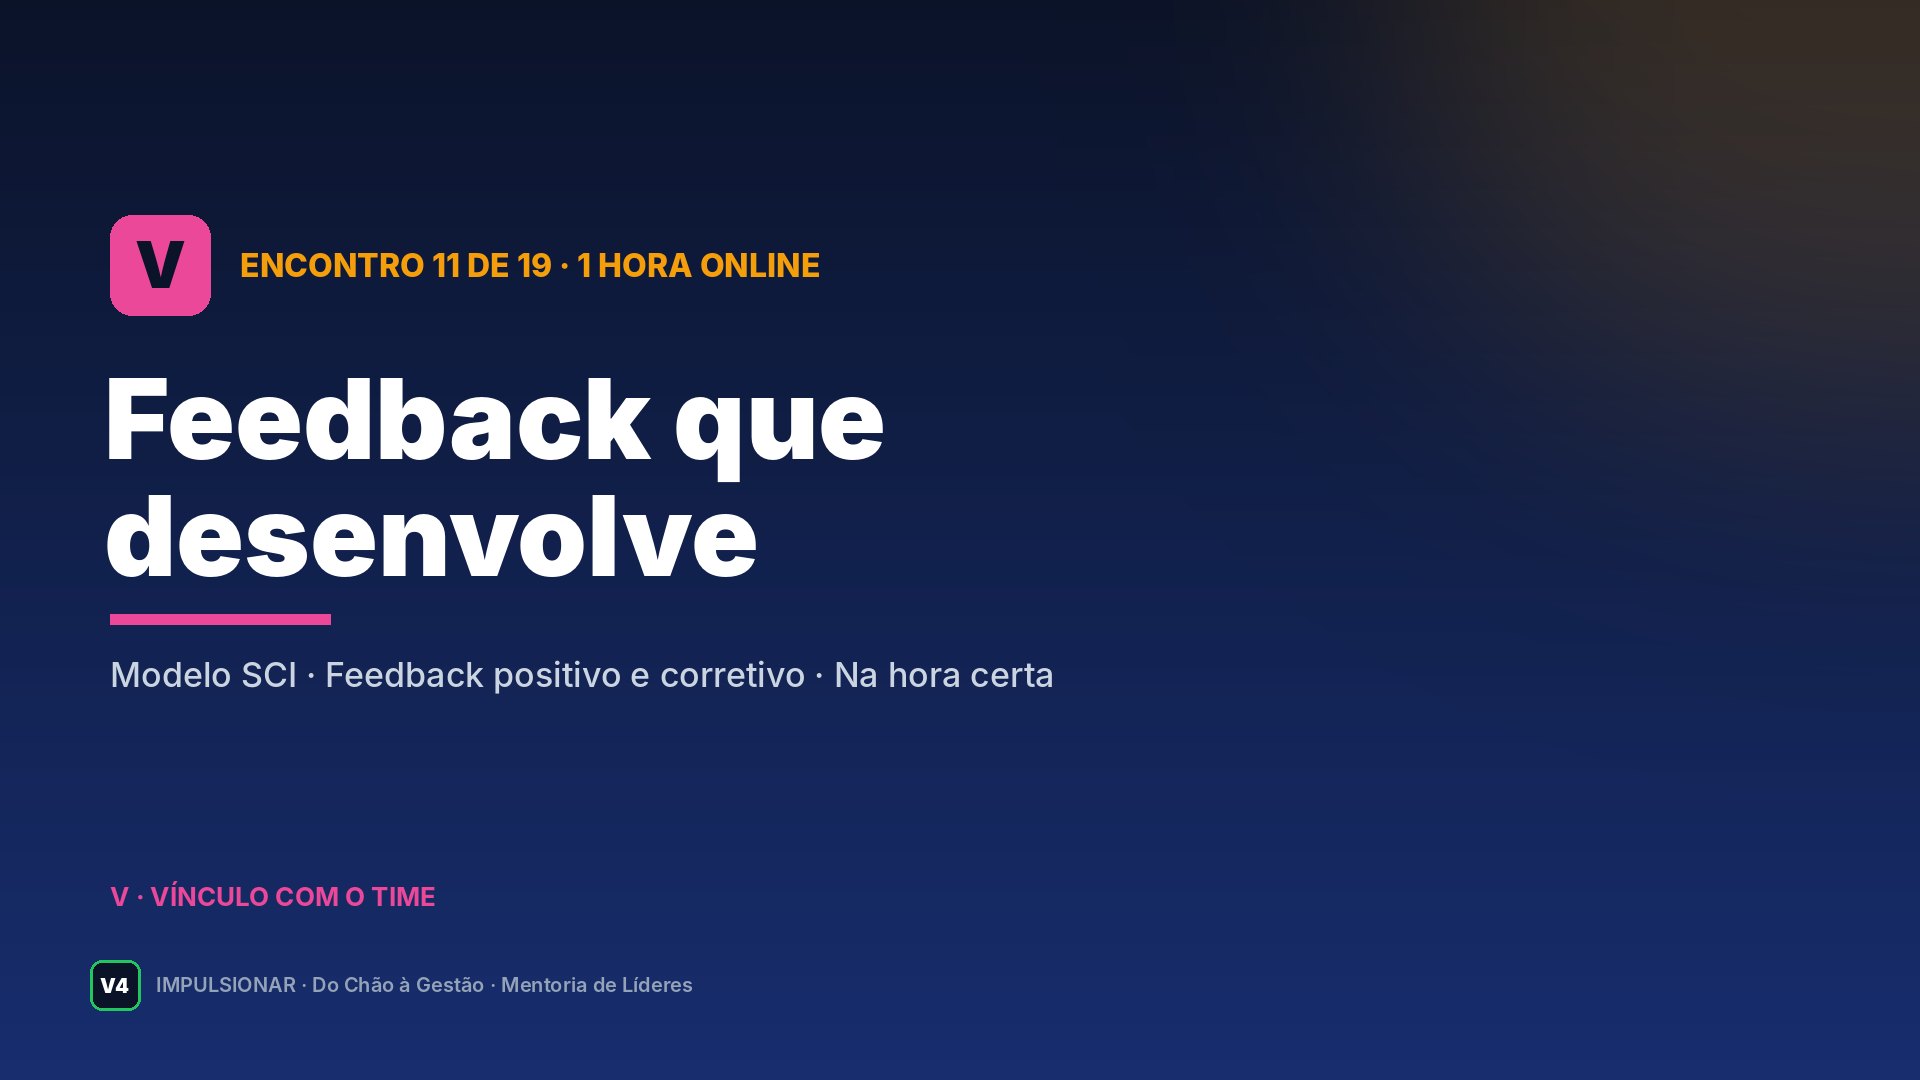 V
ENCONTRO 11 DE 19 · 1 HORA ONLINE
Feedback que
desenvolve
Modelo SCI · Feedback positivo e corretivo · Na hora certa
V · VÍNCULO COM O TIME
V4
IMPULSIONAR · Do Chão à Gestão · Mentoria de Líderes